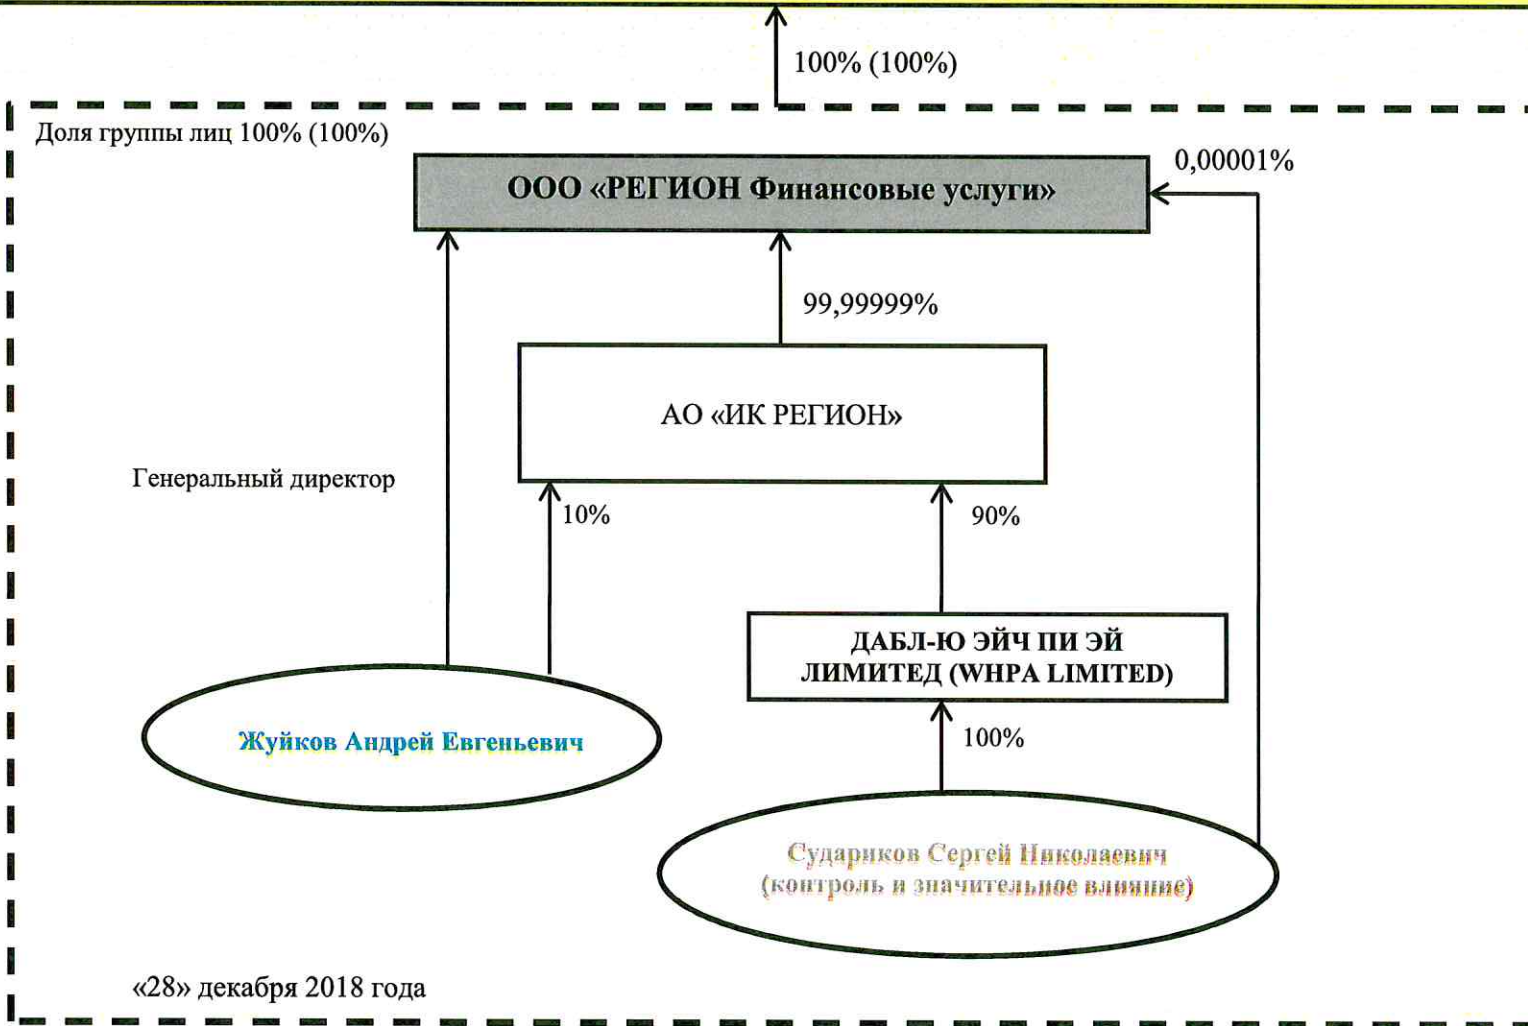 100% (100%)
Доля группы лиц 100% (100%)
0,00001%
ООО «РЕГИОН Финансовые услуги»
99,99999%
АО «ИК РЕГИОН»
Генеральный директор
10%
90%
ДАБЛ-Ю ЭЙЧ ПИ ЭЙ
ЛИМИТЕД (WHPA LIMITED)
Жуйков Андрей Евгеньевич
100%
Судариков Сергей Николаевич
(контроль и значительное влияние)
«28» декабря 2018 года